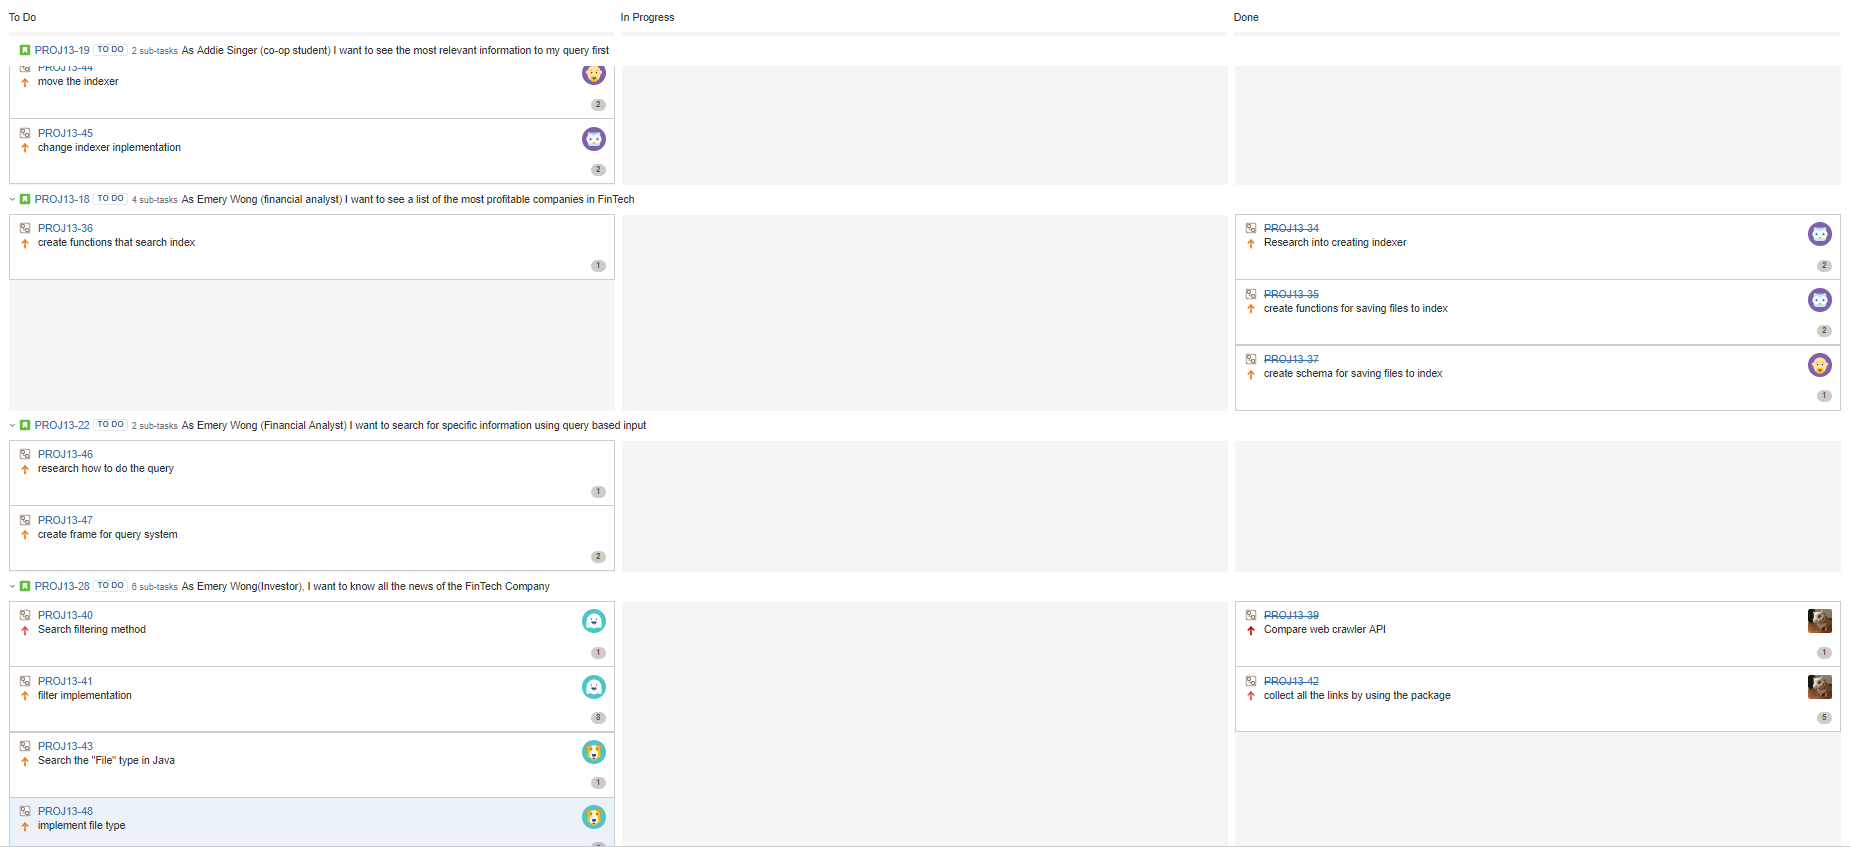 To Do
In Progress
Done
PROJ13-19 TO DO 2 sub-tasks As Addie Singer (co-op student) I want to see the most relevant information to my query first
PROJ13-44
move the indexer
2
PROJ13-45
change indexer inplementation
2
PROJ13-18 TO DO 4 sub-tasks As Emery Wong (financial analyst) I want to see a list of the most profitable companies in FinTech
PROJ13-36
create functions that search index
1
PROJ13-34
Research into creating indexer
2
PROJ13-35
create functions for saving files to index
2
PROJ13-37
create schema for saving files to index
1
PROJ13-22 TO DO 2 sub-tasks As Emery Wong (Financial Analyst) I want to search for specific information using query based input
PROJ13-46
research how to do the query
1
PROJ13-47
create frame for query system
2
PROJ13-28 TO DO 6 sub-tasks As Emery Wong(Investor), I want to know all the news of the FinTech Company
PROJ13-40
Search filtering method
1
PROJ13-41
filter implementation
8
PROJ13-43
Search the "File" type in Java
1
PROJ13-48
implement file type
PROJ13-39
Compare web crawler API
1
PROJ13-42
collect all the links by using the package
5